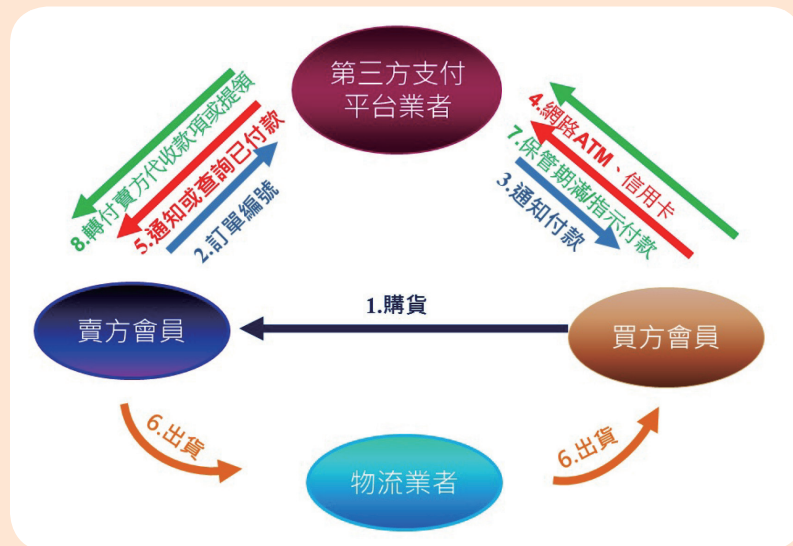 第三方支付
平台業者
8.轉付賣方代收款項或提領
5.通知或查詢已付款
2.訂單編號
4.網路ATM、信用卡
7.保管期滿/指示付款
3.通知付款
1.購貨
賣方會員
買方會員
6.出貨
物流業者
6.出貨